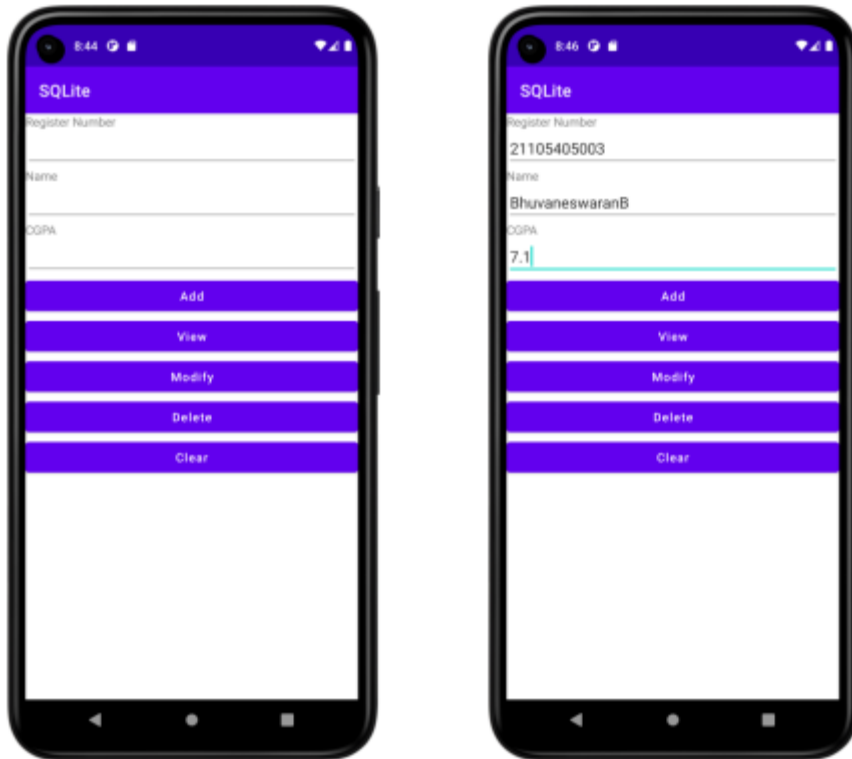 8:44
SQLite
Register Number
Name
CGPA
Add
View
Modify
Delete
Clear
8:46
SQLite
Register Number
21105405003
Name
BhuvaneswaranB
CGPA
7.1
Add
View
Modify
Delete
Clear